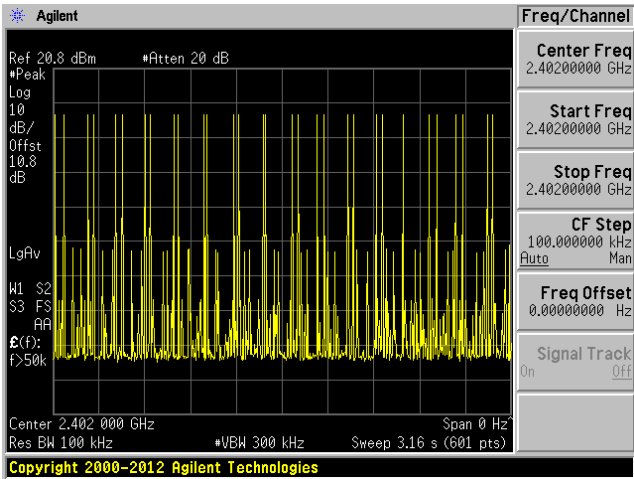 Agilent
Freq/Channel
Ref 20.8 dBm #Atten 20 dB
#Peak
Log
10
dB/
Offst
10.8
dB
LgAv
W1 S2
S3 FS
AA
£(f):
f>50k
Center 2.402 000 GHz Span 0 Hz^
Res BW 100 kHz #VBW 300 kHz Sweep 3.16 s (601 pts)
Copyright 2000-2012 Agilent Technologies
Center Freq
2.40200000 GHz
Start Freq
2.40200000 GHz
Stop Freq
2.40200000 GHz
CF Step
100.000000 kHz
Auto Man
Freq Offset
0.00000000 Hz
Signal Track
On Off